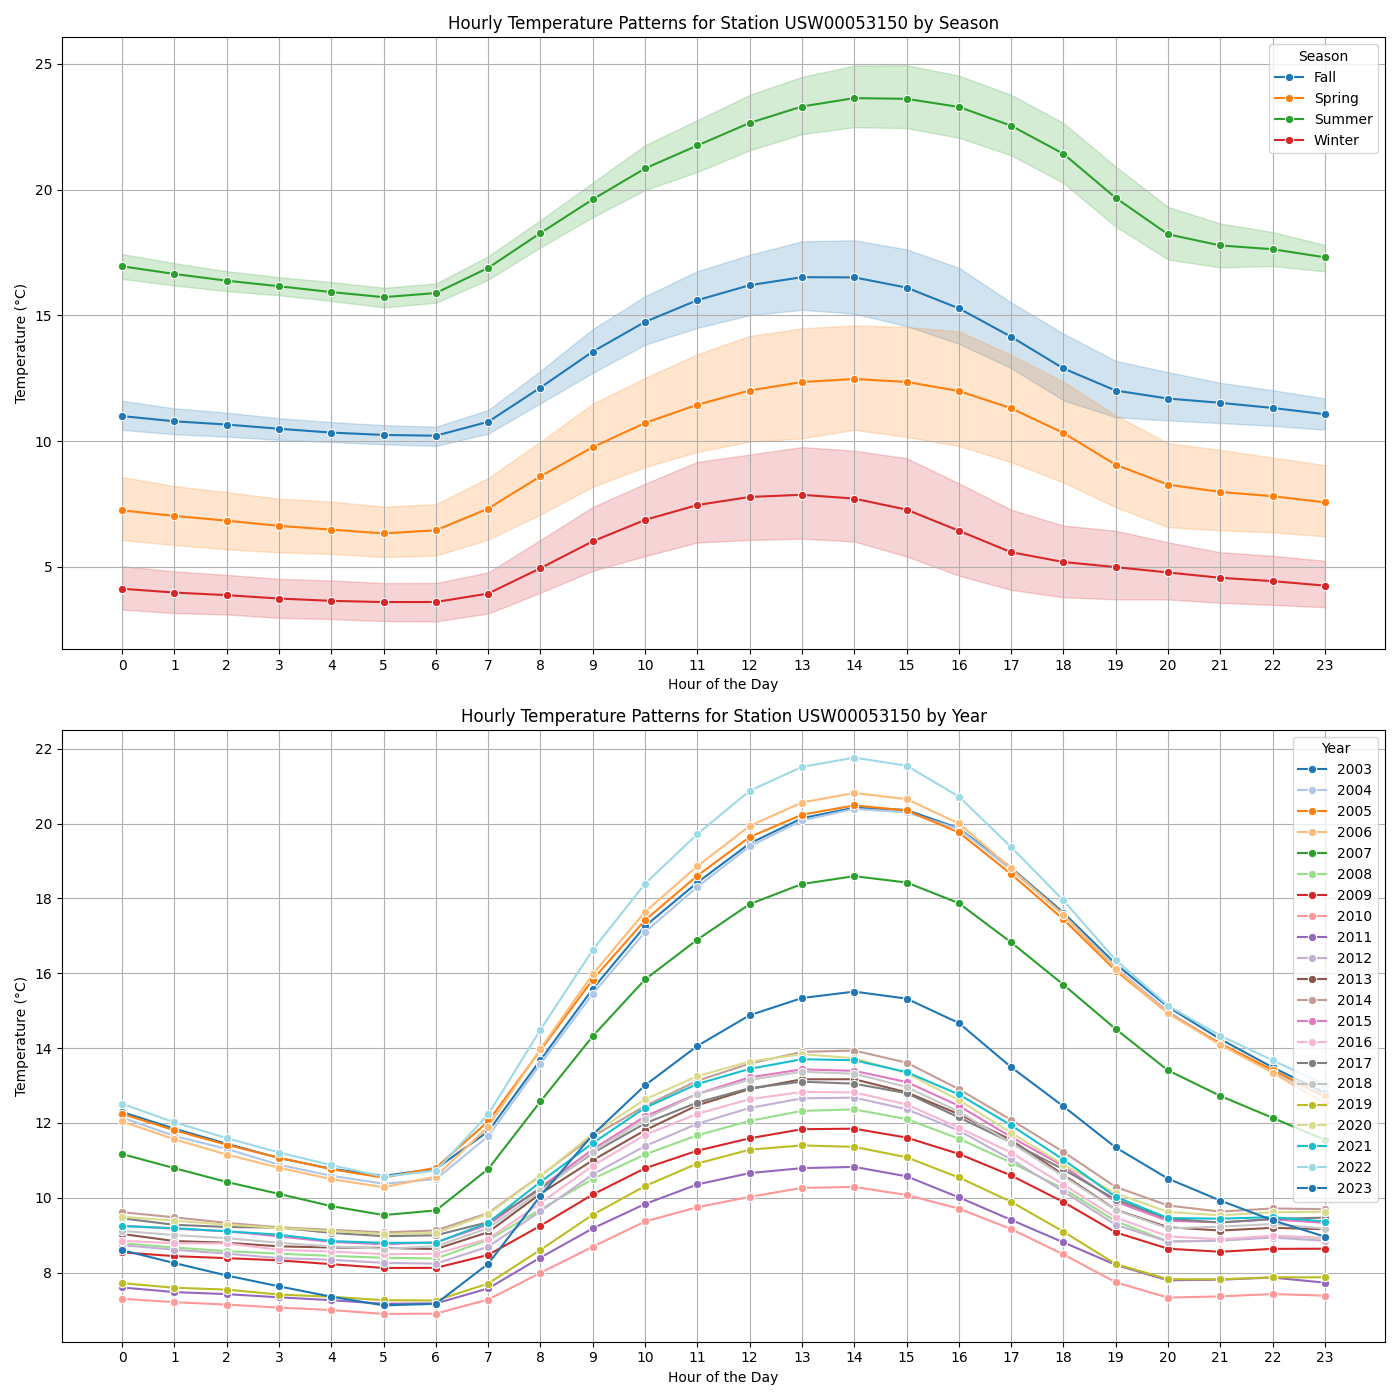 Hourly Temperature Patterns for Station USW00053150 by Season
Temperature (°C)
25
20
15
10
5
Season
Fall
Spring
Summer
Winter
0 1 2 3 4 5 6 7 8 9 10 11 12 13 14 15 16 17 18 19 20 21 22 23
Hour of the Day
Hourly Temperature Patterns for Station USW00053150 by Year
Temperature (°C)
22
20
18
16
14
12
10
8
Year
2003
2004
2005
2006
2007
2008
2009
2010
2011
2012
2013
2014
2015
2016
2017
2018
2019
2020
2021
2022
2023
0 1 2 3 4 5 6 7 8 9 10 11 12 13 14 15 16 17 18 19 20 21 22 23
Hour of the Day